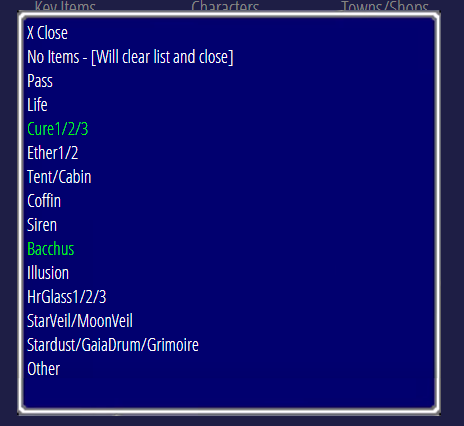 Key Items Characters Towns/Shops
X Close
No Items - [Will clear list and close]
Pass
Life
Cure1/2/3
Ether1/2
Tent/Cabin
Coffin
Siren
Bacchus
Illusion
HrGlass1/2/3
StarVeil/MoonVeil
Stardust/GaiaDrum/Grimoire
Other